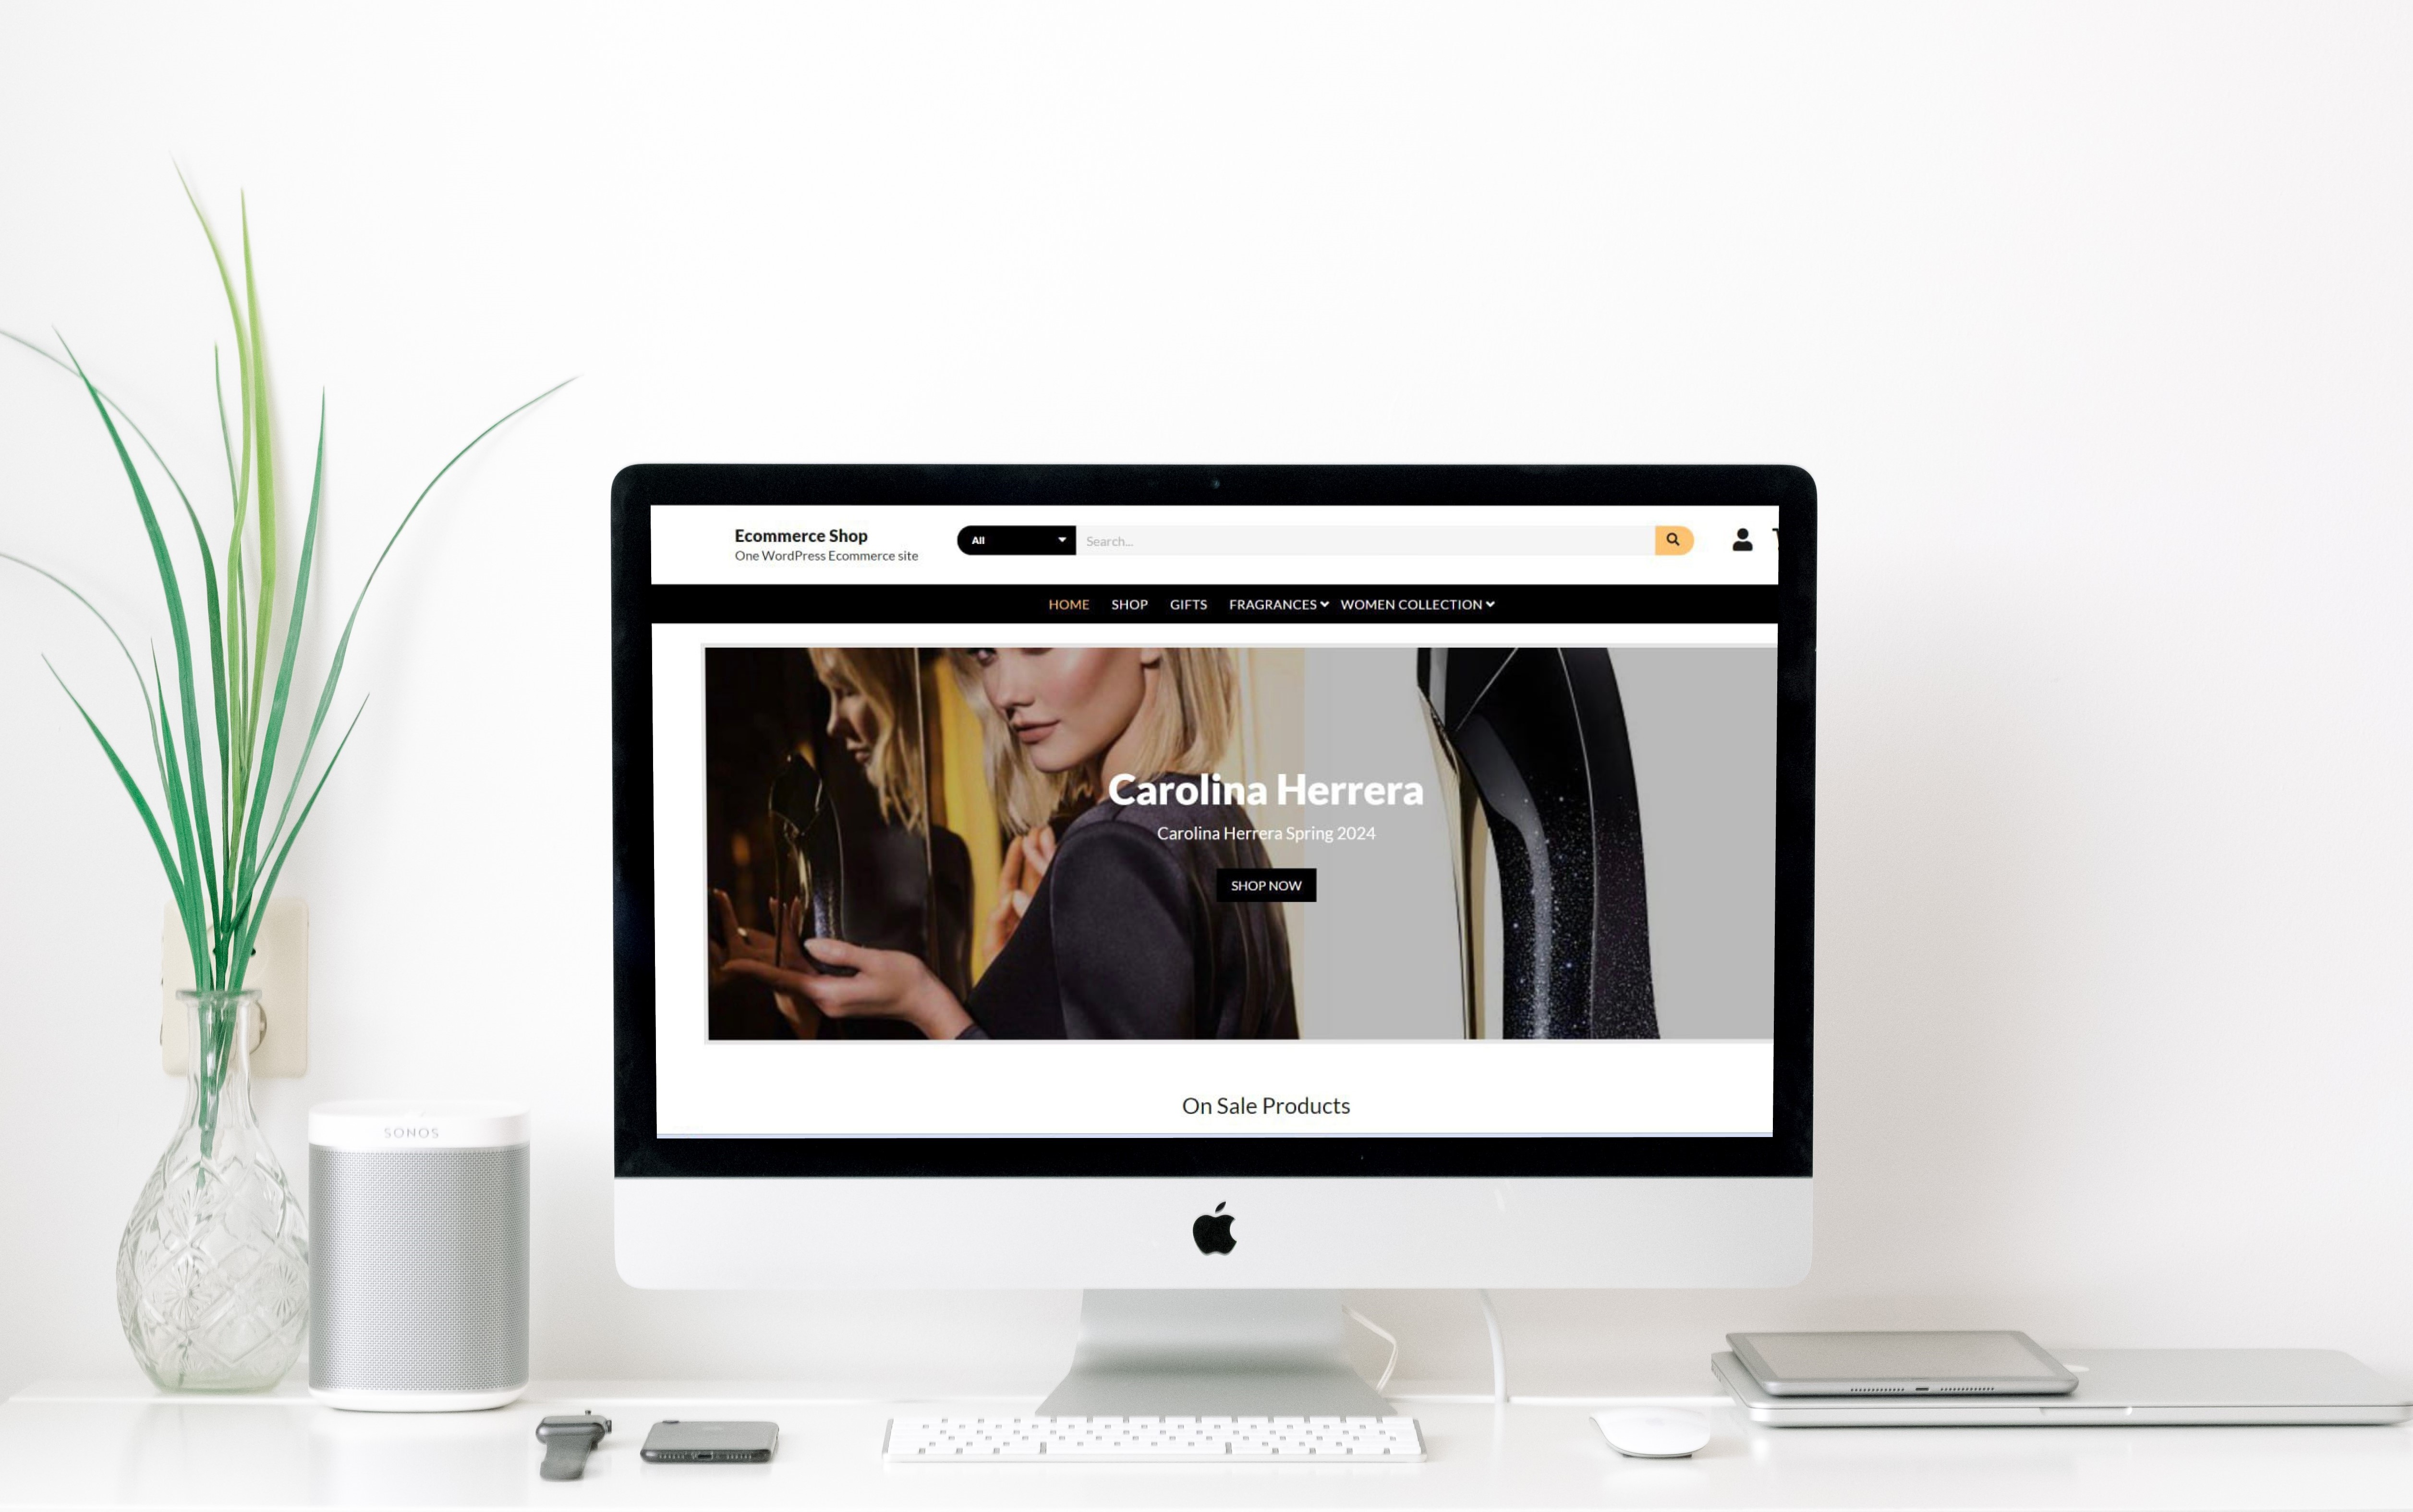 Ecommerce Shop
One WordPress Ecommerce site
All
Search...
HOME SHOP GIFTS FRAGRANCES WOMEN COLLECTION
Carolina Herrera
Carolina Herrera Spring 2024
SHOP NOW
On Sale Products
SONOS